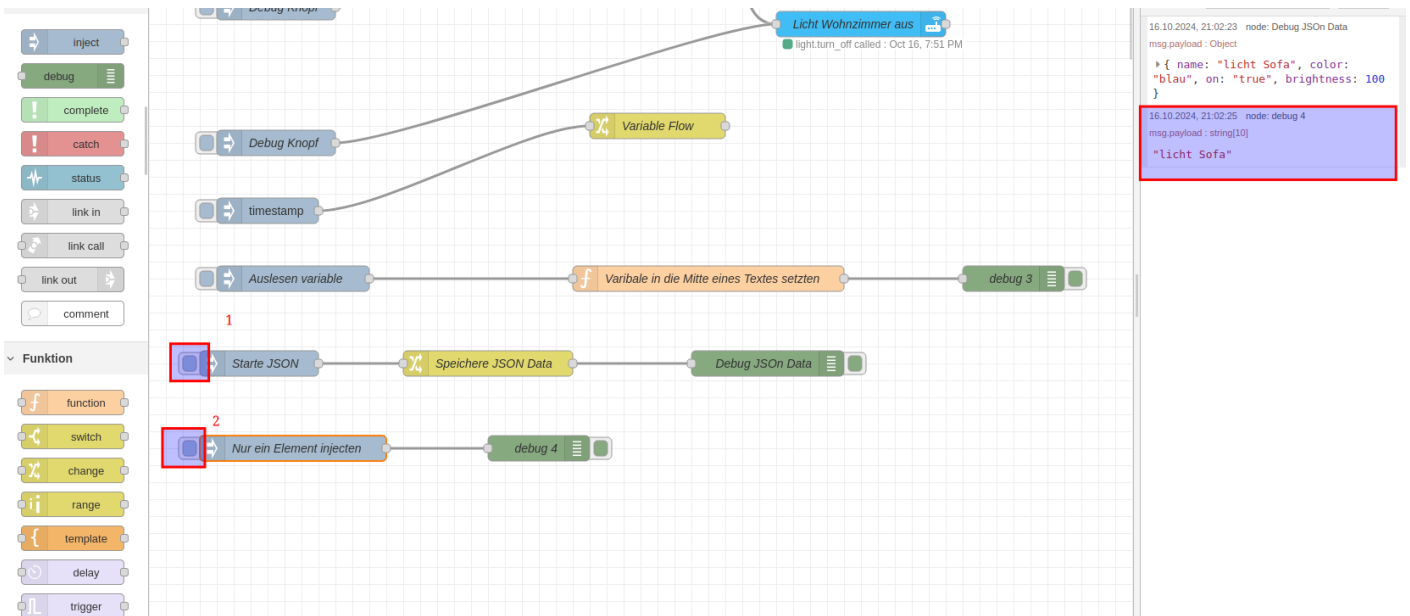 inject
debug
complete
catch
status
link in
link call
link out
comment
Funktion
function
switch
change
range
template
delay
trigger
Debug Knopf
Licht Wohnzimmer aus
light.turn_off called : Oct 16, 7:51 PM
Debug Knopf
Variable Flow
timestamp
Auslesen variable
Varibale in die Mitte eines Textes setzten
debug 3
1
Starte JSON
Speichere JSON Data
Debug JSOn Data
2
Nur ein Element injecten
debug 4
16.10.2024, 21:02:23 node: Debug JSOn Data
msg.payload : Object
{ name: "licht Sofa", color:
"blau", on: "true", brightness: 100
}
16.10.2024, 21:02:25 node: debug 4
msg.payload : string[10]
"licht Sofa"